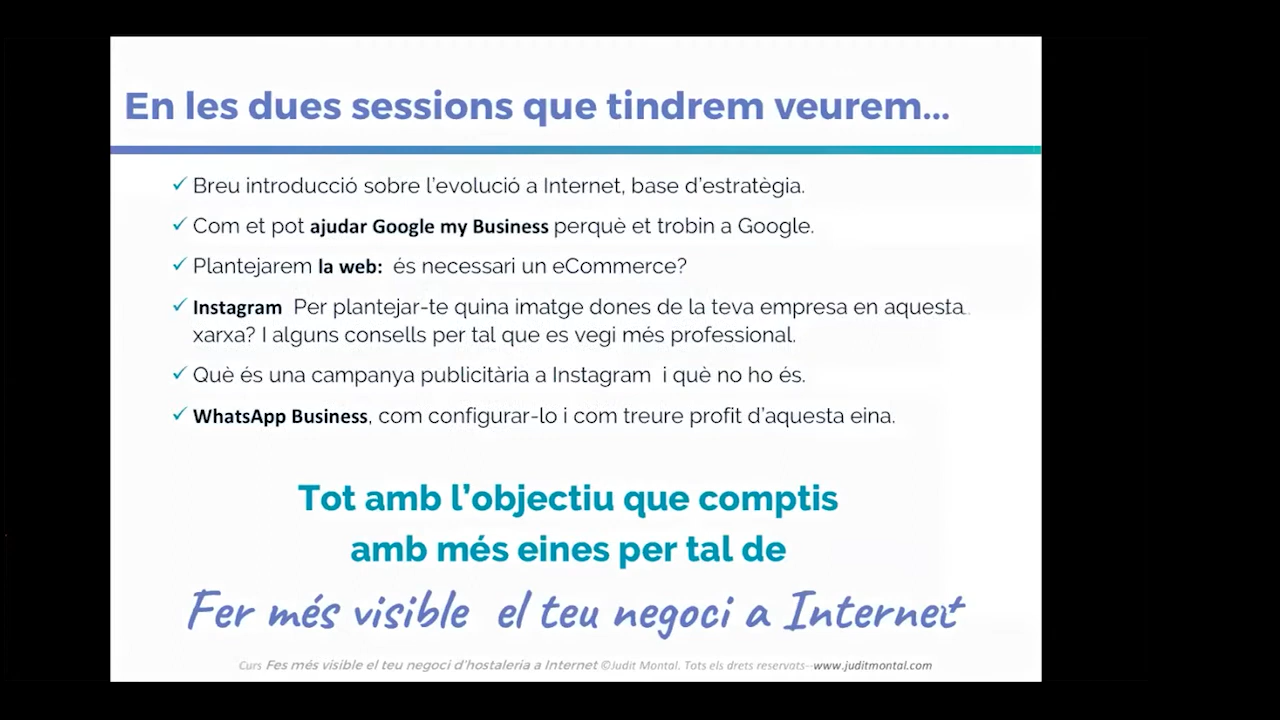 En les dues sessions que tindrem veurem...
✓ Breu introducció sobre l'evolució a Internet, base d'estratègia.
✓ Com et pot ajudar Google my Business perquè et trobin a Google.
✓ Plantejarem la web: és necessari un eCommerce?
✓ Instagram Per plantejar-te quina imatge dones de la teva empresa en aquesta
xarxa? I alguns consells per tal que es vegi més professional.
✓ Què és una campanya publicitària a Instagram i què no ho és.
✓ WhatsApp Business, com configurar-lo i com treure profit d'aquesta eina.
Tot amb l'objectiu que comptis
amb més eines per tal de
Fer més visible el teu negoci a Internet
Curs Fes més visible el teu negoci d'hostaleria a Internet ©Judit Montal. Tots els drets reservats- www.juditmontal.com